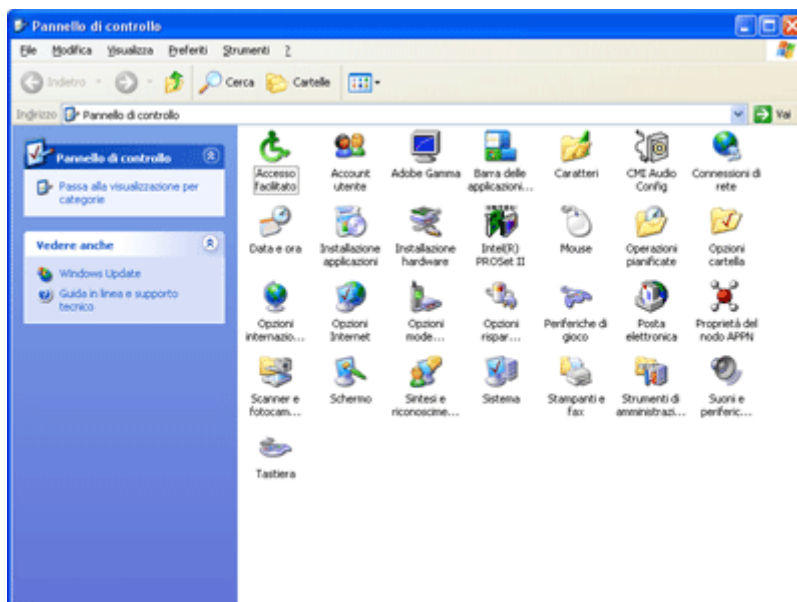 Pannello di controllo
File Modifica Visualizza Preferiti Strumenti ?
Indietro Cerca Cartelle
Indirizzo Pannello di controllo Vai
Pannello di controllo
Passa alla visualizzazione per
categorie
Vedere anche
Windows Update
Guida in linea e supporto
tecnico
Accesso
facilitato
Account
utente
Adobe Gamma
Barra delle
applicazioni...
Caratteri
CMI Audio
Config
Connessioni di
rete
Data e ora
Installazione
applicazioni
Installazione
hardware
Intel(R)
PROSet II
Mouse
Operazioni
pianificate
Opzioni
cartella
Opzioni
internazio...
Opzioni
Internet
Opzioni
mode...
Opzioni
rispar...
Periferiche di
gioco
Posta
elettronica
Proprietà del
nodo APPN
Scanner e
fotocam...
Schermo
Sintesi e
riconoscime...
Sistema
Stampanti e
fax
Strumenti di
amministrazi...
Suoni e
periferic...
Tastiera